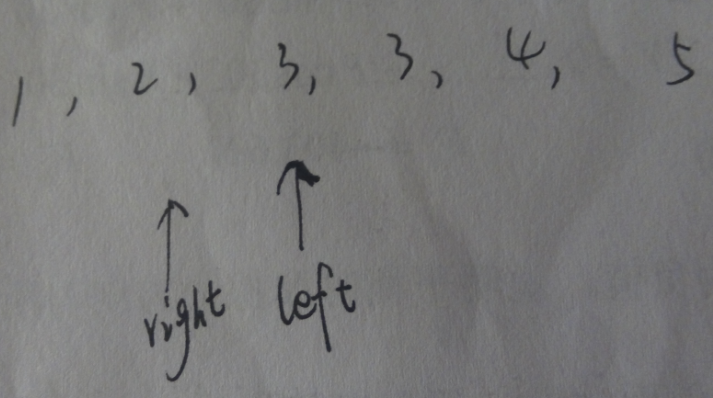 1, 2, 3, 3, 4, 5
right left